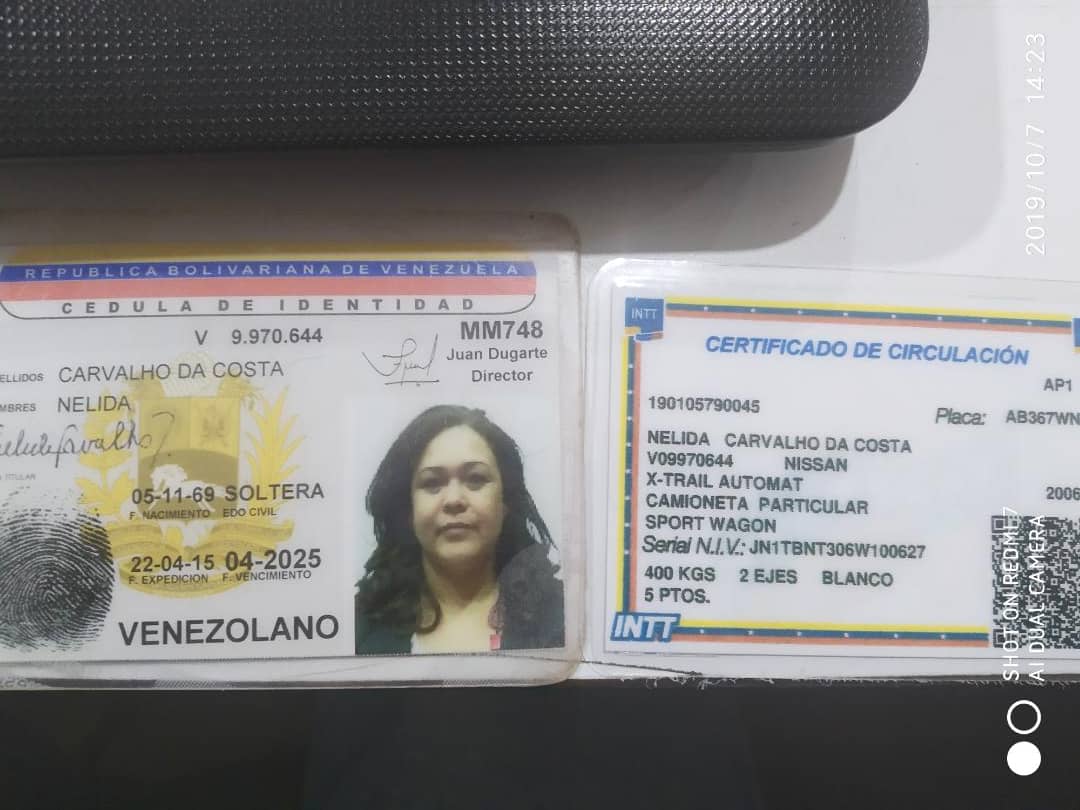 REPUBLICA BOLIVARIANA DE VENEZUELA
CEDULA DE IDENTIDAD
V 9.970.644
MM748
Juan Dugarte
Director
ELLIDOS CARVALHO DA COSTA
MBRES NELIDA
TITULAR
05-11-69 SOLTERA
F. NACIMIENTO EDO CIVIL
22-04-15 04-2025
F. EXPEDICION F. VENCIMIENTO
VENEZOLANO
INTT
CERTIFICADO DE CIRCULACIÓN
AP1
190105790045 Placa: AB367WN
NELIDA CARVALHO DA COSTA
V09970644 NISSAN
X-TRAIL AUTOMAT 2006
CAMIONETA PARTICULAR
SPORT WAGON
Serial N.I.V.: JN1TBNT306W100627
400 KGS 2 EJES BLANCO
5 PTOS.
INTT
2019/10/7 14:23
SHOT ON REDMI 7
AI DUAL CAMERA